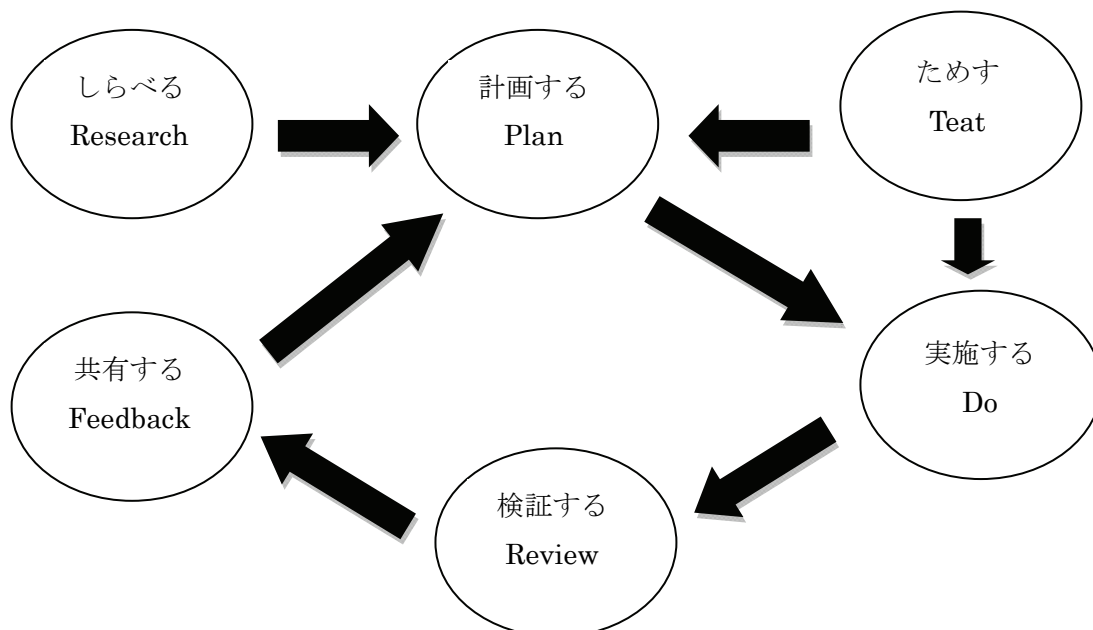 しらべる
Research
計画する
Plan
ためす
Teat
共有する
Feedback
実施する
Do
検証する
Review